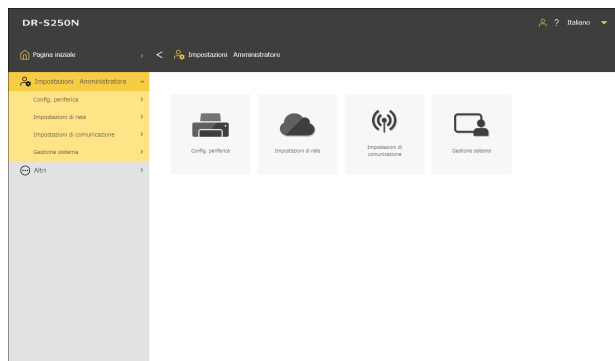 DR-S250N
? Italiano
Pagina iniziale
Impostazioni Amministratore
Impostazioni Amministratore
Config. periferica
Impostazioni di rete
Impostazioni di comunicazione
Gestione sistema
Altri
Config. periferica
Impostazioni di rete
Impostazioni di
comunicazione
Gestione sistema